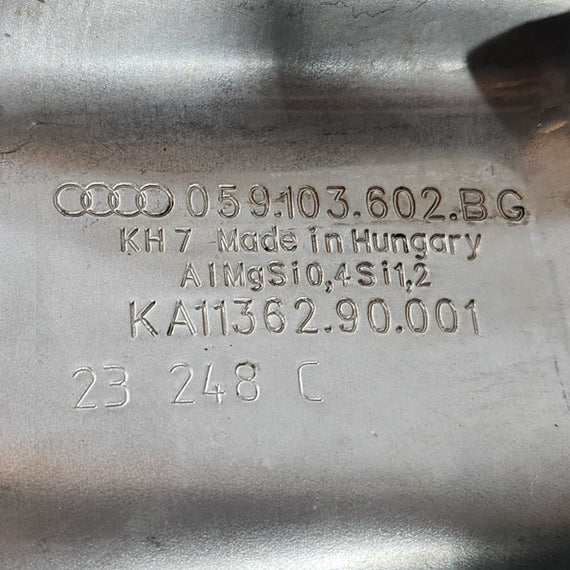 059.103.602.BG
KH7 Made in Hungary
AlMgSi0,4Si1,2
KA11362.90.001
23 248 C